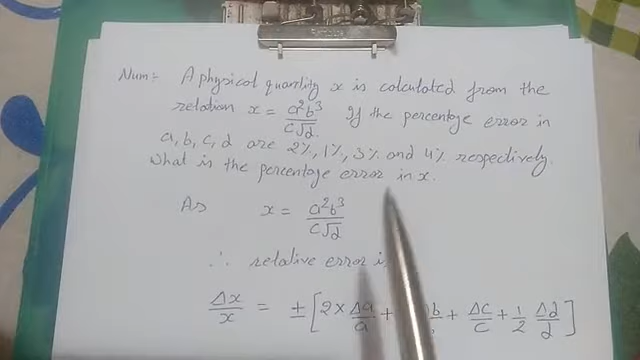 Num:- A physical quantity x is calculated from the
relation x = a²b³/c√d. If the percentage error in
a, b, c, d are 2%, 1%, 3% and 4% respectively.
What is the percentage error in x.
As x = a²b³/c√d
∴ relative error i
Δx/x = ± [2 × Δa/a + b + Δc/c + 1/2 Δd/d]